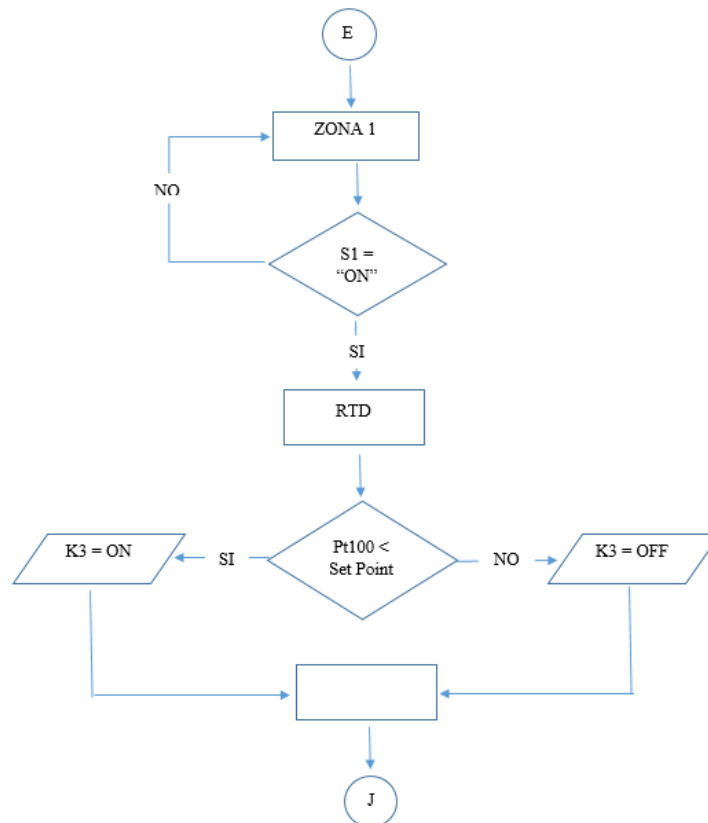 E
ZONA 1
NO
S1 =
“ON”
SI
RTD
Pt100 <
Set Point
K3 = ON
SI
NO
K3 = OFF
J